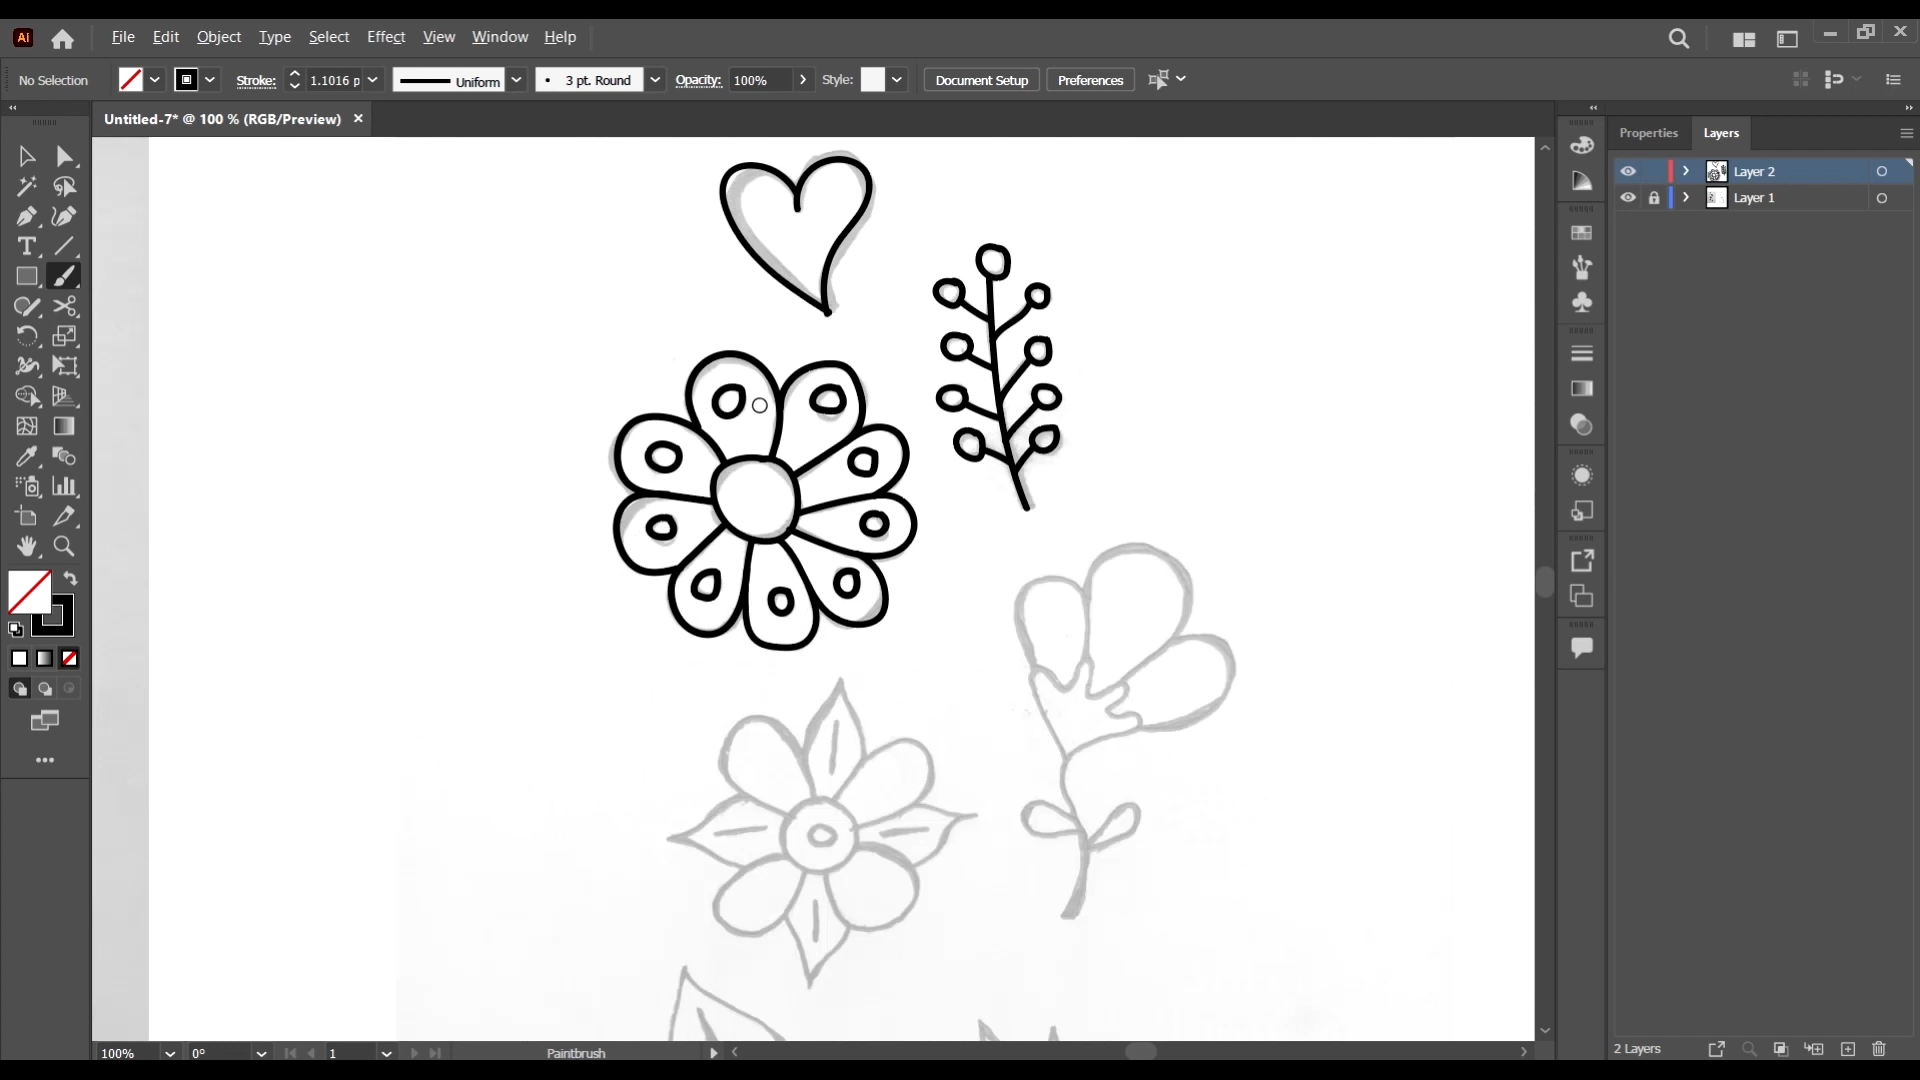 Ai File Edit Object Type Select Effect View Window Help
No Selection Stroke: 1.1016 p Uniform 3 pt. Round Opacity: 100% Style: Document Setup Preferences
Untitled-7* @ 100 % (RGB/Preview)
Properties Layers
Layer 2
Layer 1
100% 0° 1 Paintbrush
2 Layers